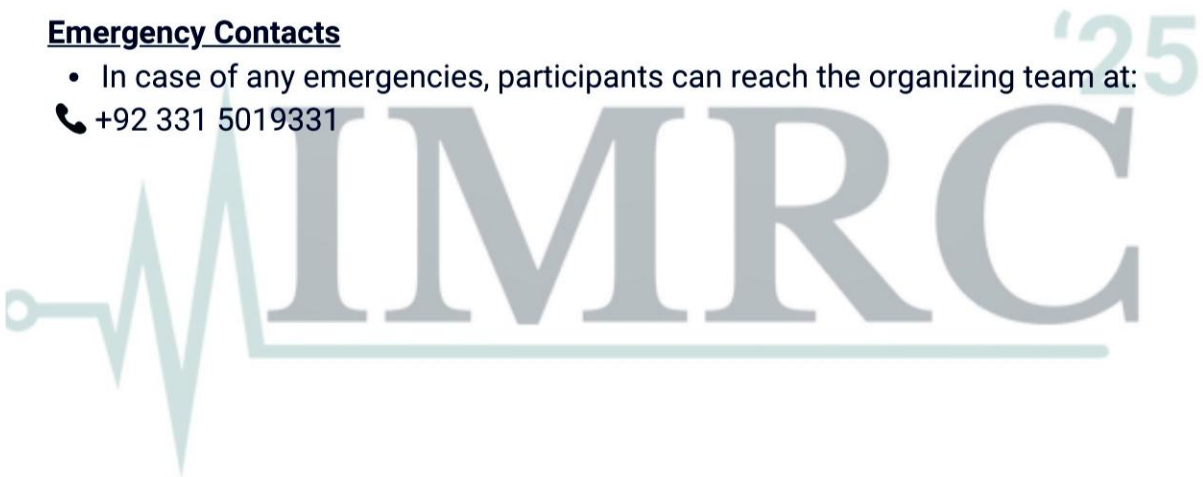 Emergency Contacts
'25
• In case of any emergencies, participants can reach the organizing team at:
+92 331 5019331
IMRC